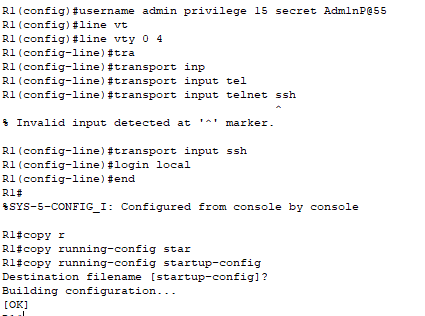 R1(config)#username admin privilege 15 secret Adm1nP@55
R1(config)#line vt
R1(config)#line vty 0 4
R1(config-line)#tra
R1(config-line)#transport inp
R1(config-line)#transport input tel
R1(config-line)#transport input telnet ssh
^
% Invalid input detected at '^' marker.
R1(config-line)#transport input ssh
R1(config-line)#login local
R1(config-line)#end
R1#
%SYS-5-CONFIG_I: Configured from console by console
R1#copy r
R1#copy running-config star
R1#copy running-config startup-config
Destination filename [startup-config]?
Building configuration...
[OK]